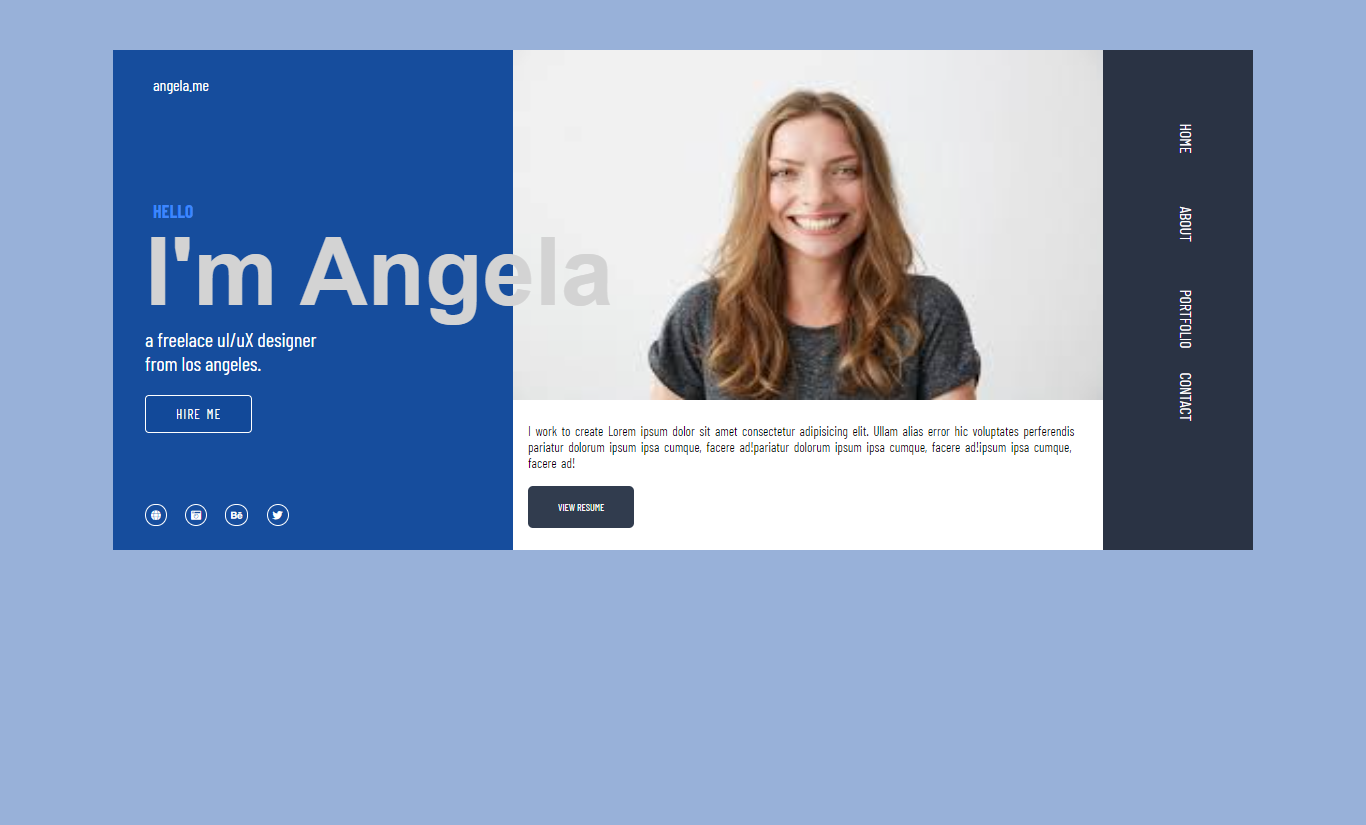 angela.me
HELLO
I'm Angela
a freelace uI/uX designer
from los angeles.
HIRE ME
Bē
I work to create Lorem ipsum dolor sit amet consectetur adipisicing elit. Ullam alias error hic voluptates perferendis
pariatur dolorum ipsum ipsa cumque, facere ad!pariatur dolorum ipsum ipsa cumque, facere ad!ipsum ipsa cumque,
facere ad!
VIEW RESUME
HOME
ABOUT
PORTFOLIO
CONTACT